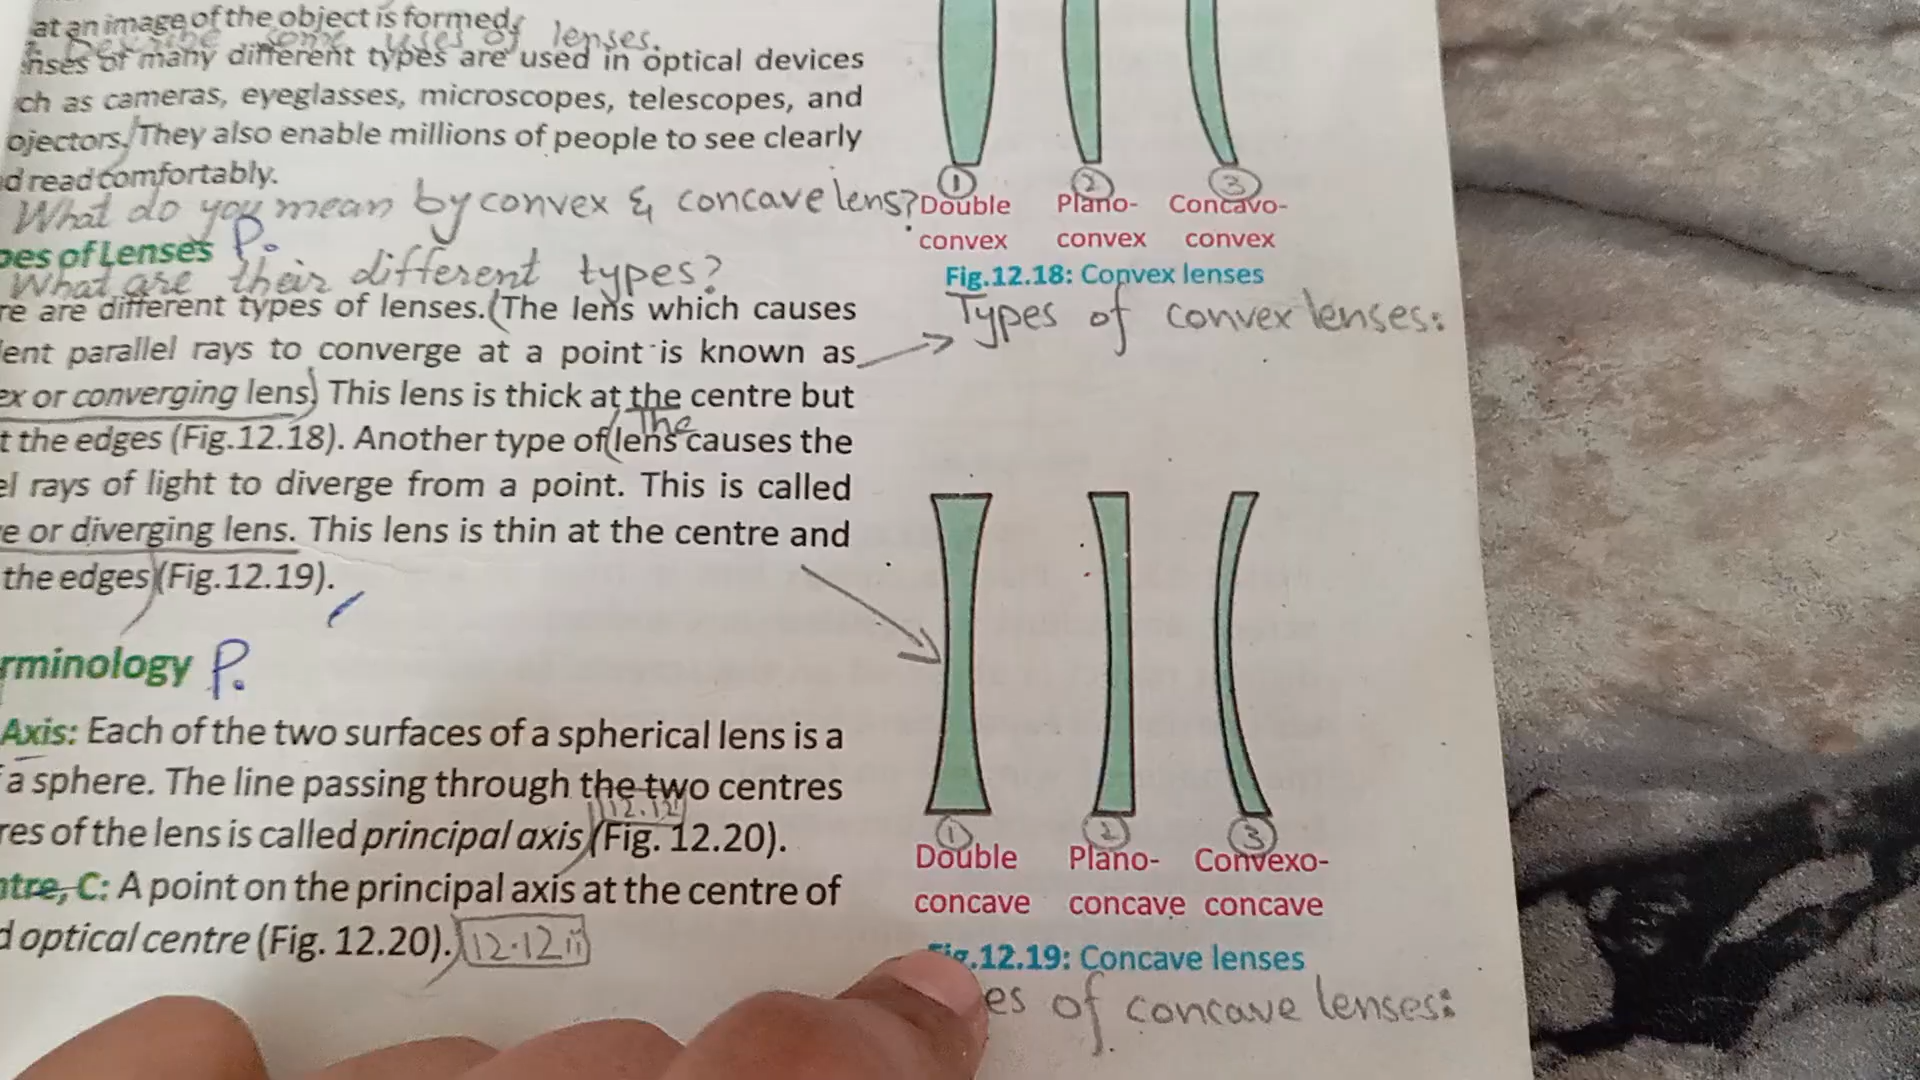 at an image of the object is formed.
Describe some uses of lenses.
nses of many different types are used in optical devices
ch as cameras, eyeglasses, microscopes, telescopes, and
ojectors. They also enable millions of people to see clearly
d read comfortably.
What do you mean by convex & concave lens?
pes of Lenses P.
What are their different types?
re are different types of lenses. (The lens which causes
lent parallel rays to converge at a point is known as
ex or converging lens) This lens is thick at the centre but
The
t the edges (Fig.12.18). Another type of (lens causes the
el rays of light to diverge from a point. This is called
e or diverging lens. This lens is thin at the centre and
the edges) (Fig.12.19).
rminology P.
Axis: Each of the two surfaces of a spherical lens is a
a sphere. The line passing through the two centres
12.12i
res of the lens is called principal axis (Fig. 12.20).
ntre, C: A point on the principal axis at the centre of
d optical centre (Fig. 12.20). 12.12ii
1 2 3
Double Plano- Concavo-
convex convex convex
Fig.12.18: Convex lenses
Types of convex lenses:
1 2 3
Double Plano- Convexo-
concave concave concave
Fig.12.19: Concave lenses
es of concave lenses: